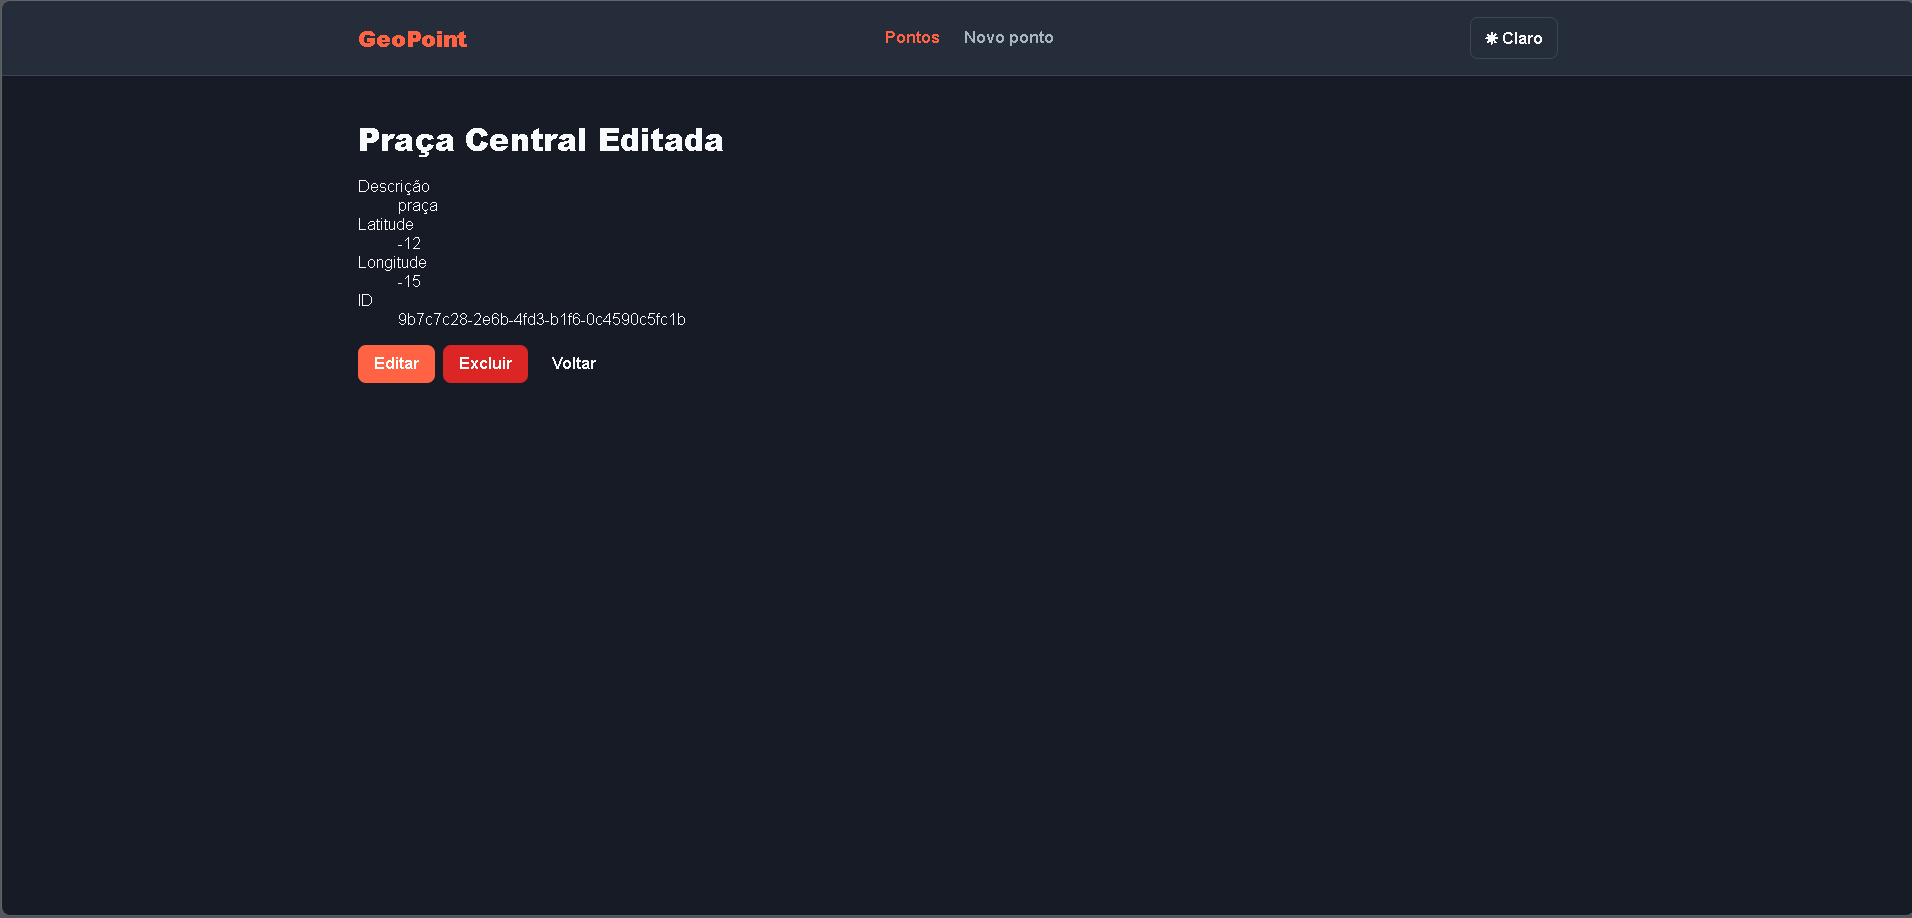 GeoPoint
Pontos
Novo ponto
Claro
Praça Central Editada
Descrição
praça
Latitude
-12
Longitude
-15
ID
9b7c7c28-2e6b-4fd3-b1f6-0c4590c5fc1b
Editar
Excluir
Voltar